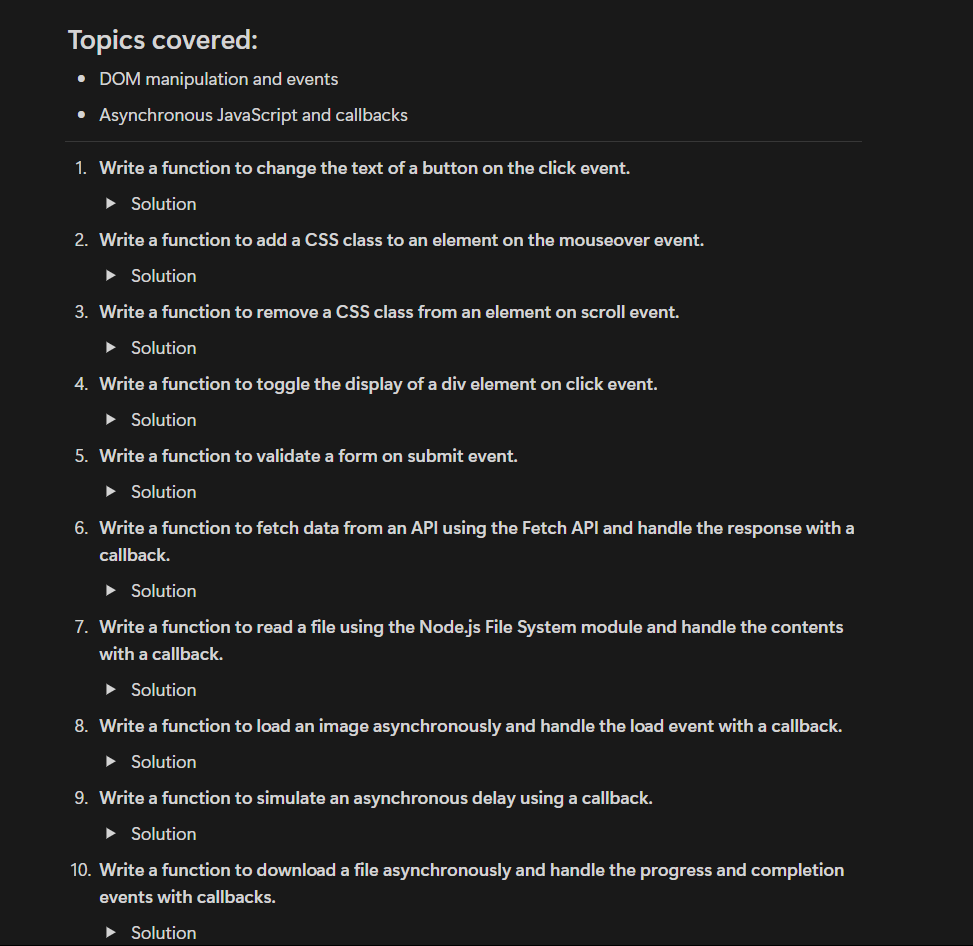 Topics covered:
DOM manipulation and events
Asynchronous JavaScript and callbacks
1. Write a function to change the text of a button on the click event.
Solution
2. Write a function to add a CSS class to an element on the mouseover event.
Solution
3. Write a function to remove a CSS class from an element on scroll event.
Solution
4. Write a function to toggle the display of a div element on click event.
Solution
5. Write a function to validate a form on submit event.
Solution
6. Write a function to fetch data from an API using the Fetch API and handle the response with a
callback.
Solution
7. Write a function to read a file using the Node.js File System module and handle the contents
with a callback.
Solution
8. Write a function to load an image asynchronously and handle the load event with a callback.
Solution
9. Write a function to simulate an asynchronous delay using a callback.
Solution
10. Write a function to download a file asynchronously and handle the progress and completion
events with callbacks.
Solution